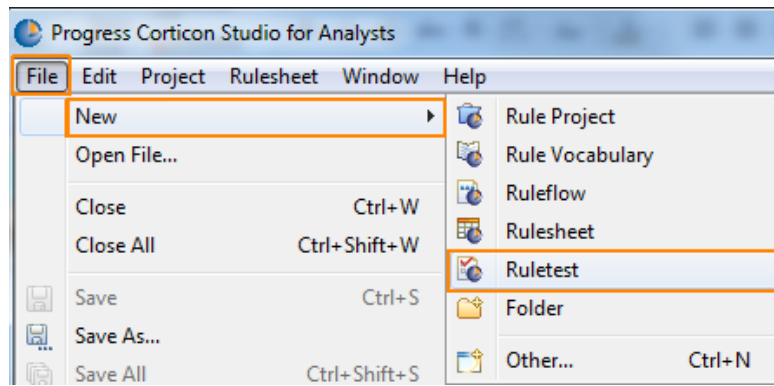 Progress Corticon Studio for Analysts
File Edit Project Rulesheet Window Help
New
Open File...
Close Ctrl+W
Close All Ctrl+Shift+W
Save Ctrl+S
Save As...
Save All Ctrl+Shift+S
Rule Project
Rule Vocabulary
Ruleflow
Rulesheet
Ruletest
Folder
Other... Ctrl+N